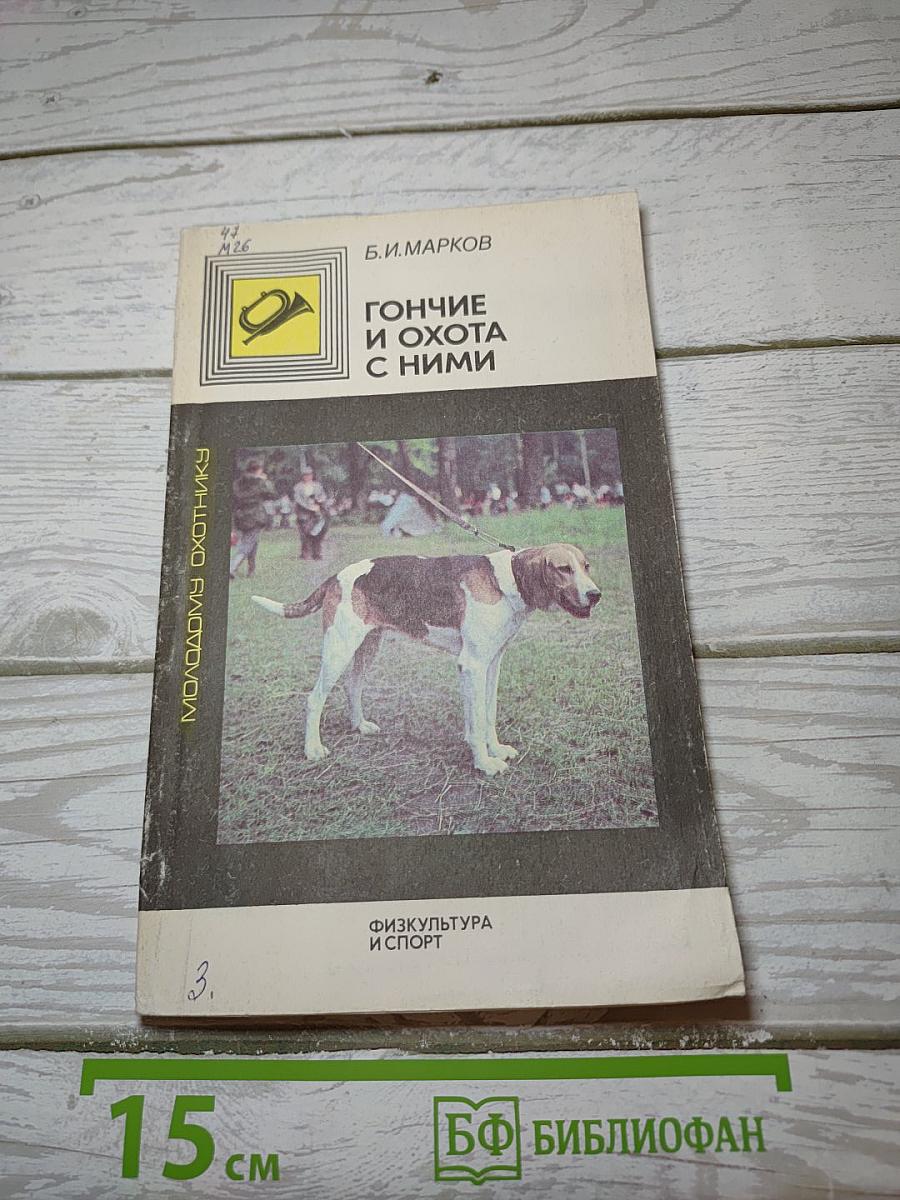 47
М26
Б.И.МАРКОВ
ГОНЧИЕ
И ОХОТА
С НИМИ
МОЛОДОМУ ОХОТНИКУ
ФИЗКУЛЬТУРА
И СПОРТ
3.
15 см
БФ БИБЛИОФАН